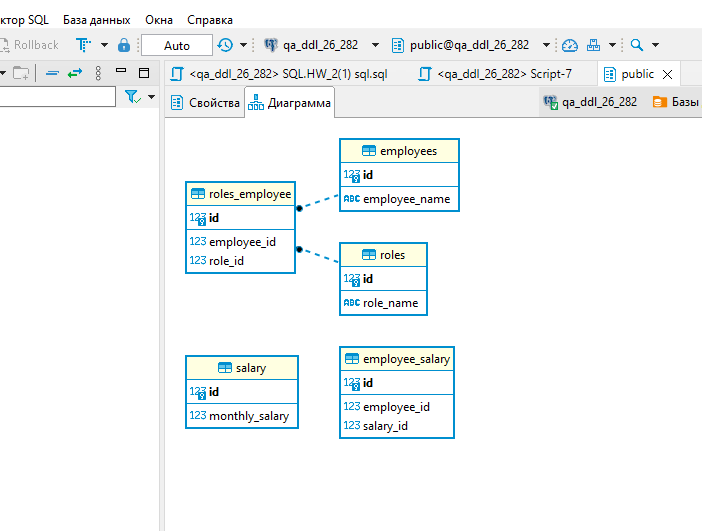 ктор SQL База данных Окна Справка
Rollback Auto qa_ddl_26_282 public@qa_ddl_26_282
<qa_ddl_26_282> SQL.HW_2(1) sql.sql <qa_ddl_26_282> Script-7 public
Свойства Диаграмма qa_ddl_26_282 Базы
employees
123 id
ABC employee_name
roles_employee
123 id
123 employee_id
123 role_id
roles
123 id
ABC role_name
salary
123 id
123 monthly_salary
employee_salary
123 id
123 employee_id
123 salary_id